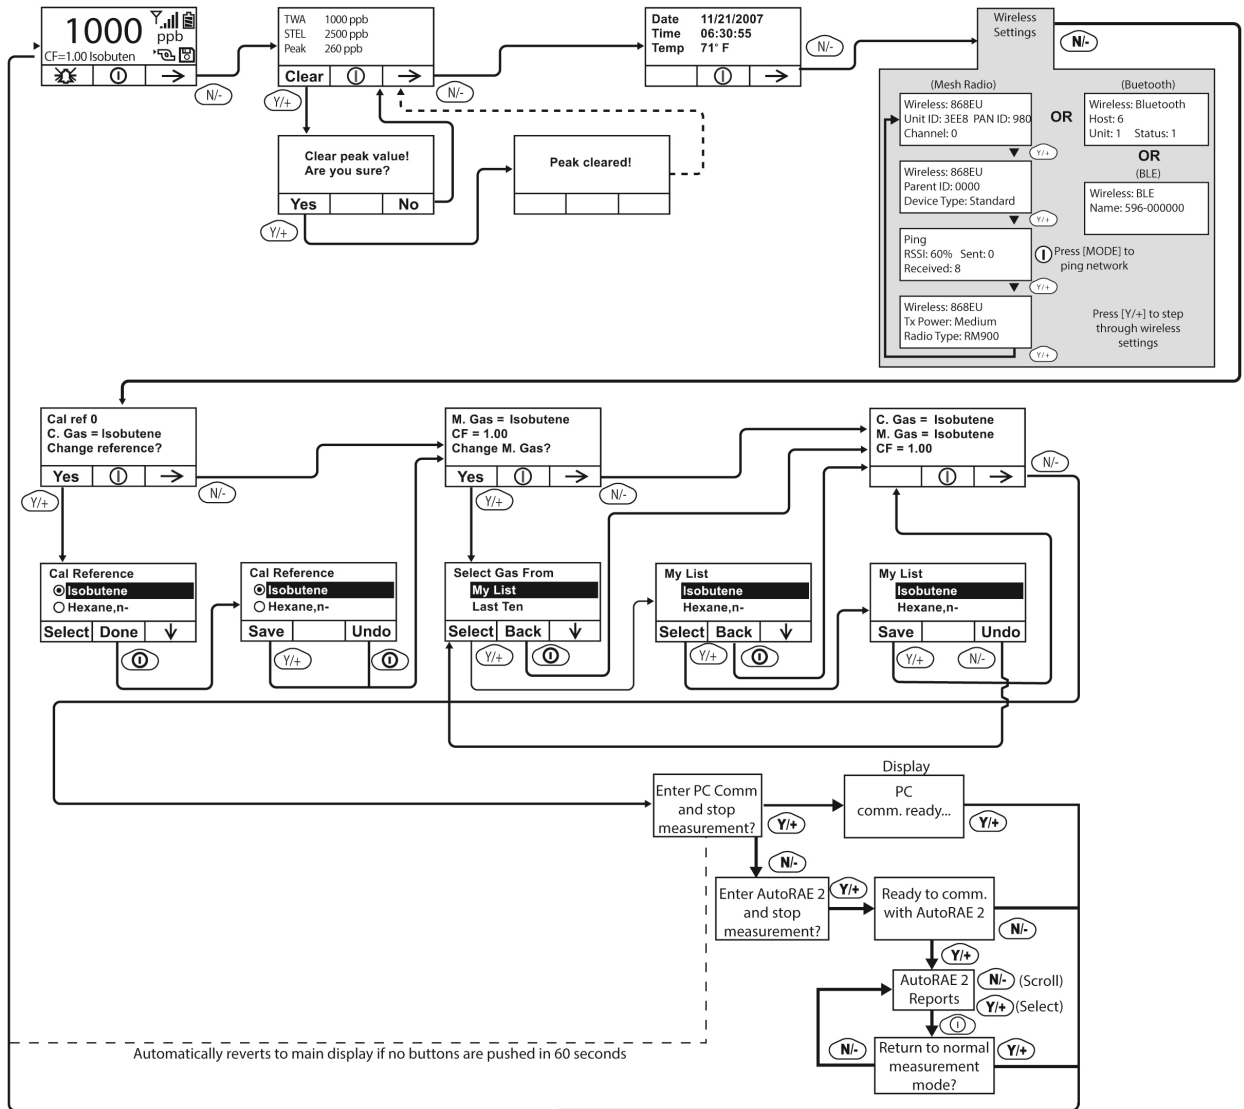 1000
ppb
CF=1.00 Isobuten
N/-
TWA 1000 ppb
STEL 2500 ppb
Peak 260 ppb
Clear
Y/+
N/-
Date 11/21/2007
Time 06:30:55
Temp 71° F
N/-
Wireless
Settings
N/-
Clear peak value!
Are you sure?
Yes No
Y/+
Peak cleared!
(Mesh Radio)
Wireless: 868EU
Unit ID: 3EE8 PAN ID: 980
Channel: 0
Y/+
OR
(Buetooth)
Wireless: Bluetooth
Host: 6
Unit: 1 Status: 1
OR
(BLE)
Wireless: BLE
Name: 596-000000
Wireless: 868EU
Parent ID: 0000
Device Type: Standard
Y/+
Ping
RSSI: 60% Sent: 0
Received: 8
Y/+
Press [MODE] to
ping network
Wireless: 868EU
Tx Power: Medium
Radio Type: RM900
Y/+
Press [Y/+] to step
through wireless
settings
Cal ref 0
C. Gas = Isobutene
Change reference?
Yes
Y/+
N/-
M. Gas = Isobutene
CF = 1.00
Change M. Gas?
Yes
Y/+
N/-
C. Gas = Isobutene
M. Gas = Isobutene
CF = 1.00
N/-
Cal Reference
Isobutene
Hexane,n-
Select Done
Cal Reference
Isobutene
Hexane,n-
Save Undo
Y/+
Select Gas From
My List
Last Ten
Select Back
Y/+
My List
Isobutene
Hexane,n-
Select Back
Y/+
My List
Isobutene
Hexane,n-
Save Undo
Y/+
N/-
Enter PC Comm
and stop
measurement?
Y/+
N/-
Display
PC
comm. ready...
Y/+
Enter AutoRAE 2
and stop
measurement?
Y/+
Ready to comm.
with AutoRAE 2
N/-
Y/+
AutoRAE 2
Reports
N/- (Scroll)
Y/+ (Select)
Return to normal
measurement
mode?
N/-
Y/+
Automatically reverts to main display if no buttons are pushed in 60 seconds